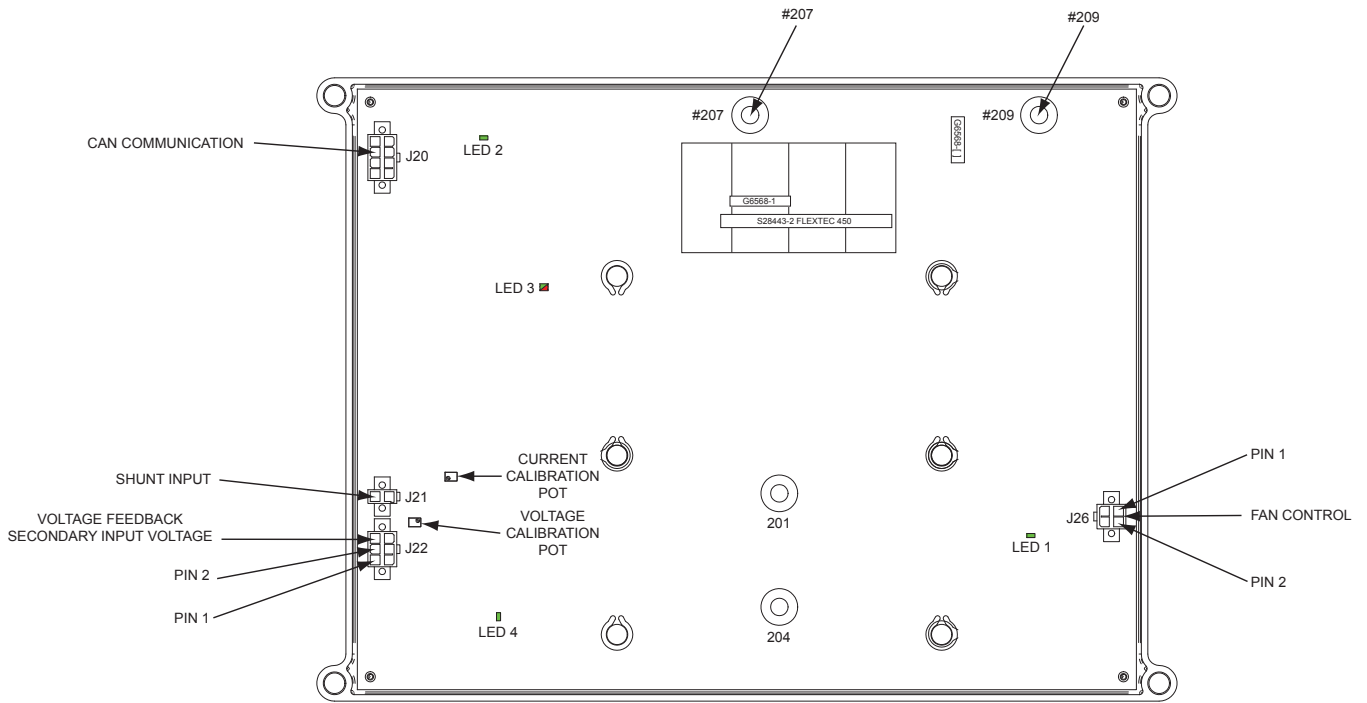 #207
#209
#207
#209
G6568-[ ]
CAN COMMUNICATION
J20
LED 2
G6568-1
S28443-2 FLEXTEC 450
LED 3
CURRENT
CALIBRATION
POT
SHUNT INPUT
J21
VOLTAGE FEEDBACK
SECONDARY INPUT VOLTAGE
J22
VOLTAGE
CALIBRATION
POT
PIN 2
PIN 1
LED 4
201
204
LED 1
J26
PIN 1
FAN CONTROL
PIN 2